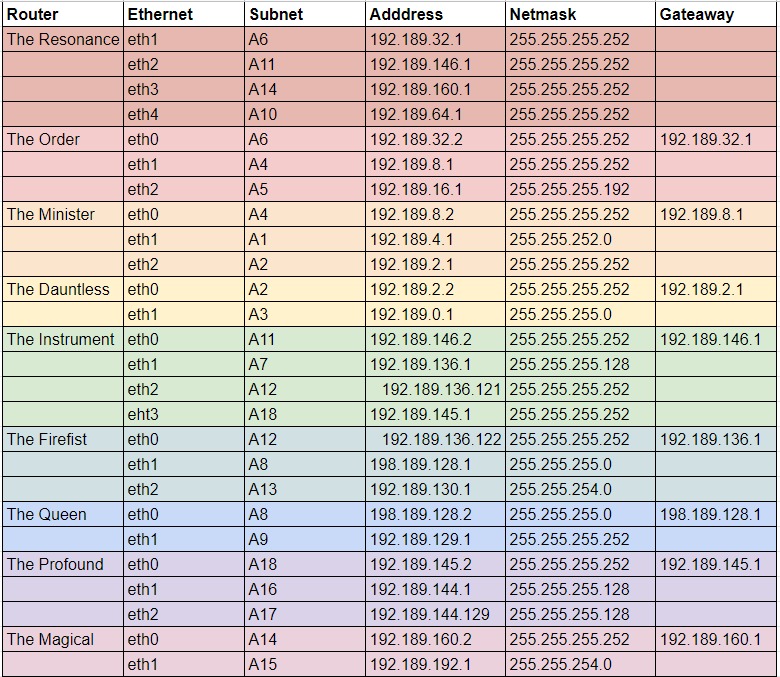 Router Ethernet Subnet Adddress Netmask Gateaway
The Resonance eth1 A6 192.189.32.1 255.255.255.252
eth2 A11 192.189.146.1 255.255.255.252
eth3 A14 192.189.160.1 255.255.255.252
eth4 A10 192.189.64.1 255.255.255.252
The Order eth0 A6 192.189.32.2 255.255.255.252 192.189.32.1
eth1 A4 192.189.8.1 255.255.255.252
eth2 A5 192.189.16.1 255.255.255.192
The Minister eth0 A4 192.189.8.2 255.255.255.252 192.189.8.1
eth1 A1 192.189.4.1 255.255.252.0
eth2 A2 192.189.2.1 255.255.255.252
The Dauntless eth0 A2 192.189.2.2 255.255.255.252 192.189.2.1
eth1 A3 192.189.0.1 255.255.255.0
The Instrument eth0 A11 192.189.146.2 255.255.255.252 192.189.146.1
eth1 A7 192.189.136.1 255.255.255.128
eth2 A12 192.189.136.121 255.255.255.252
eht3 A18 192.189.145.1 255.255.255.252
The Firefist eth0 A12 192.189.136.122 255.255.255.252 192.189.136.1
eth1 A8 198.189.128.1 255.255.255.0
eth2 A13 192.189.130.1 255.255.254.0
The Queen eth0 A8 198.189.128.2 255.255.255.0 198.189.128.1
eth1 A9 192.189.129.1 255.255.255.252
The Profound eth0 A18 192.189.145.2 255.255.255.252 192.189.145.1
eth1 A16 192.189.144.1 255.255.255.128
eth2 A17 192.189.144.129 255.255.255.128
The Magical eth0 A14 192.189.160.2 255.255.255.252 192.189.160.1
eth1 A15 192.189.192.1 255.255.254.0